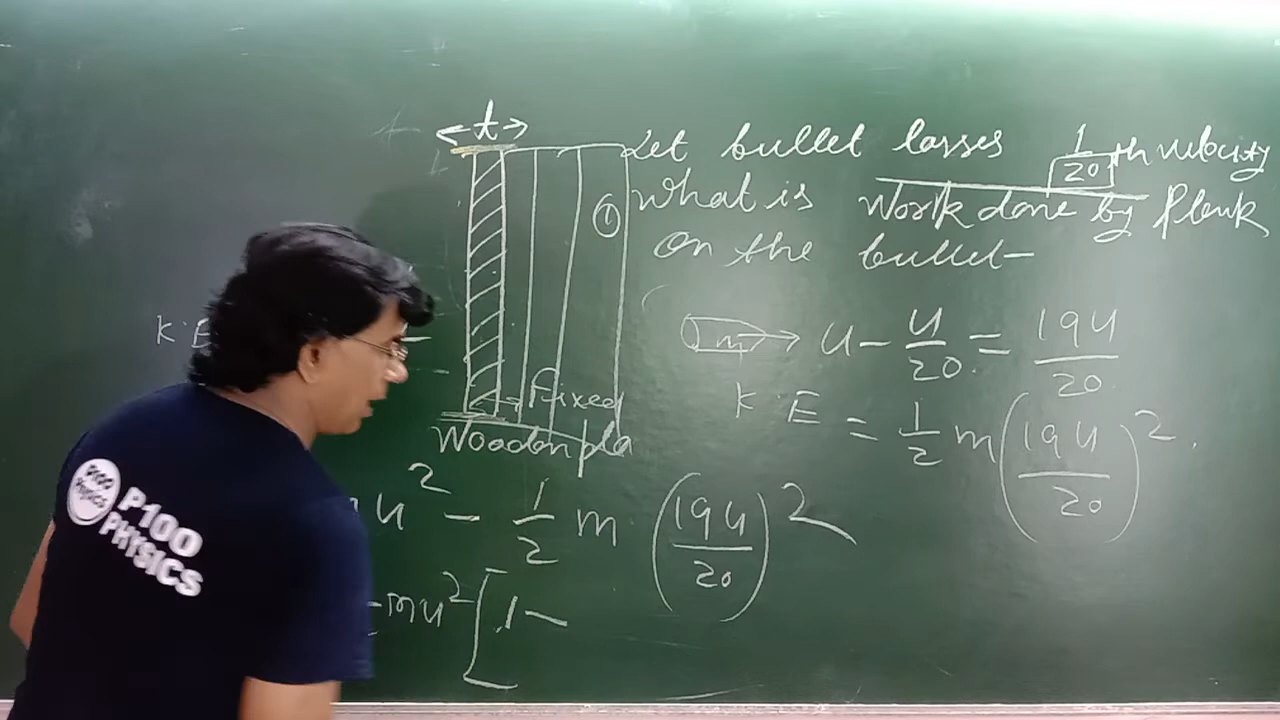 t
Let bullet losses 1/20 th velocity
What is Work done by Plank
on the bullet-
①
m → u - u/20 = 19u/20
K.E
K.E = 1/2 m (19u/20)²
Fixed
Wooden pla
u² - 1/2 m (19u/20)²
mu² [1 -
P100 Physics
P100
PHYSICS